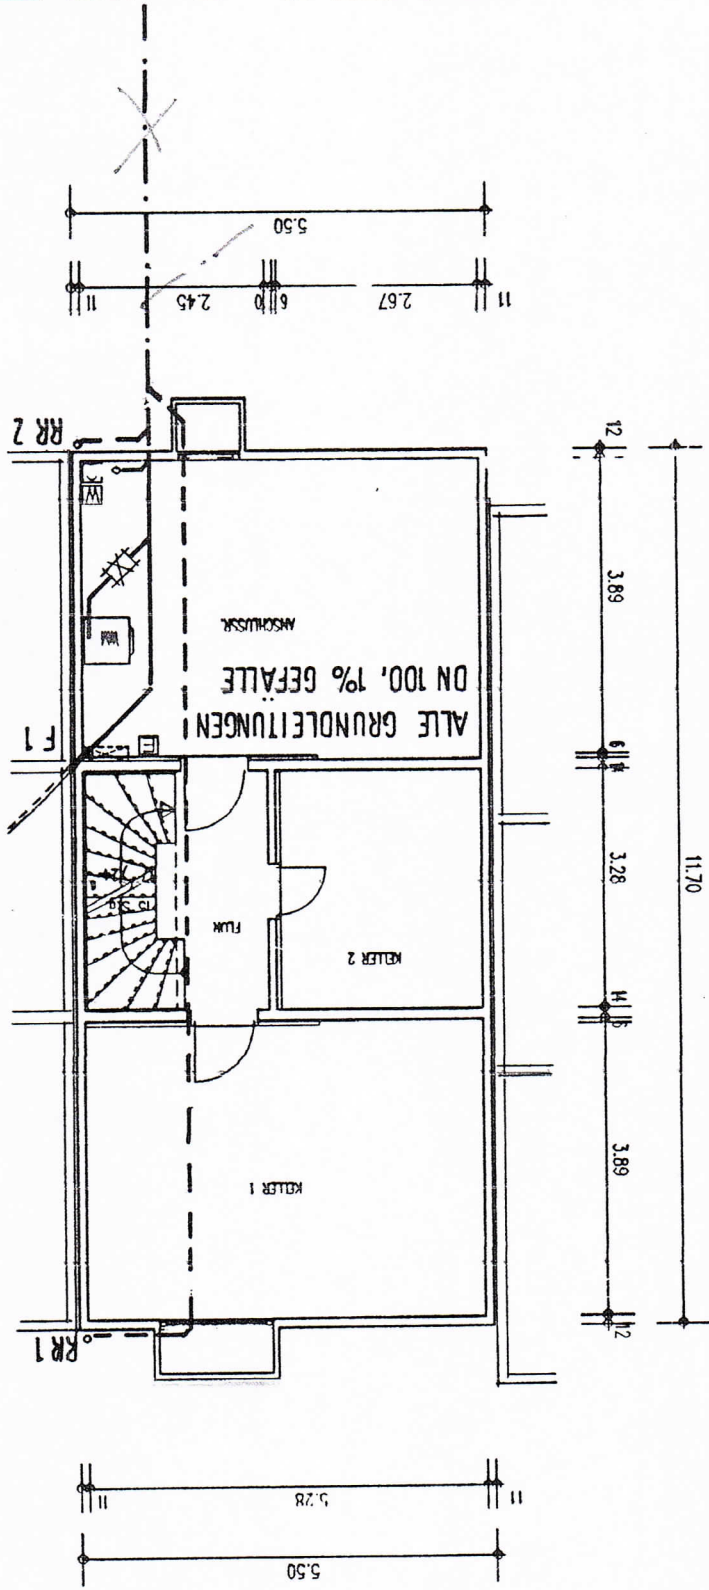 5.50
11
5.28
11
RR 1
12
KELLER 1
3.89
14
KELLER 2
FLUR
3.28
11.70
F 1
E
ALLE GRUNDLEITUNGEN
DN 100, 1% GEFÄLLE
ANSCHLUSSR.
WM
3.89
RR 2
12
11
2.67
6
2.45
11
5.50